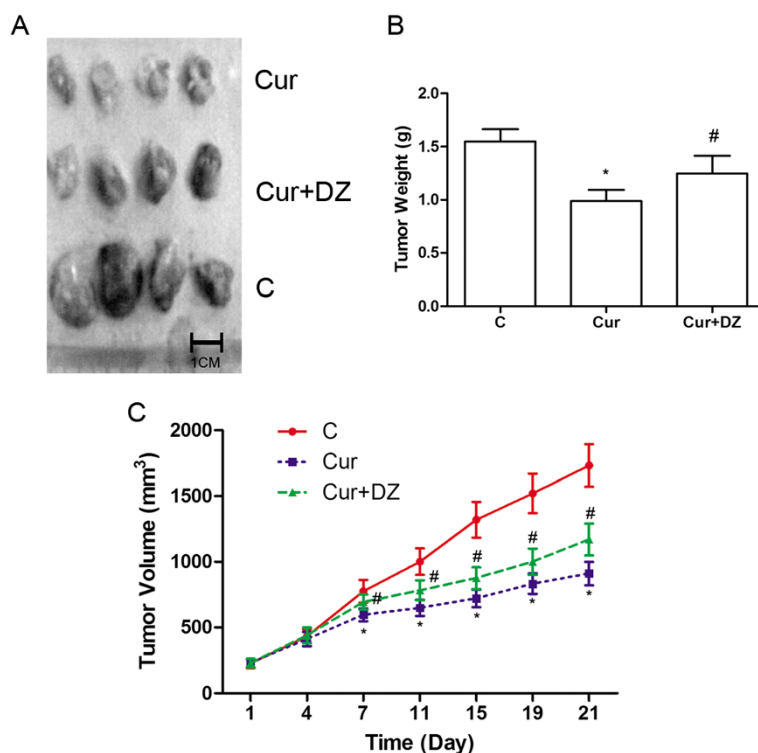 A
Cur
Cur+DZ
C
1CM
B
Tumor Weight (g)
2.0
1.5
1.0
0.5
0.0
*
#
C Cur Cur+DZ
C
Tumor Volume (mm³)
2000
1500
1000
500
0
C
Cur
Cur+DZ
# # # # #
* * * * *
1 4 7 11 15 19 21
Time (Day)